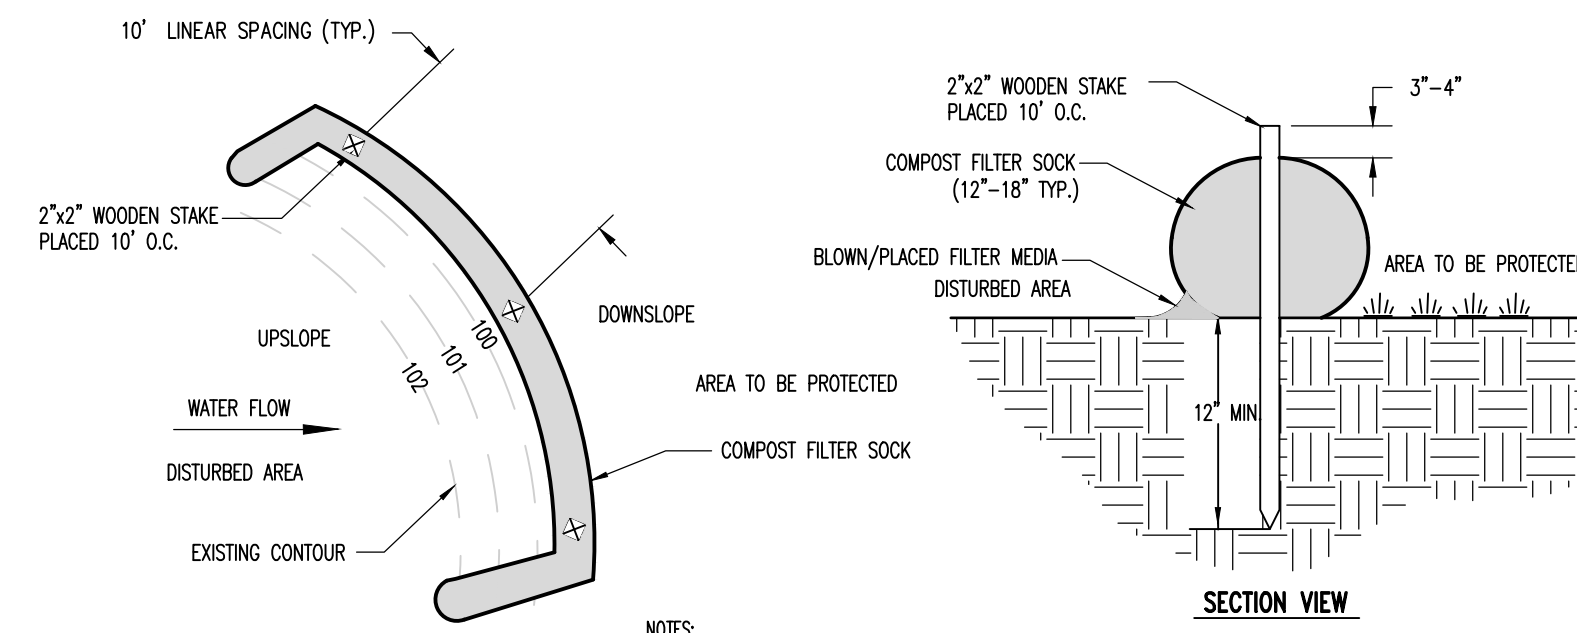 10' LINEAR SPACING (TYP.)
2"x2" WOODEN STAKE
PLACED 10' O.C.
UPSLOPE
100
101
102
WATER FLOW
DISTURBED AREA
EXISTING CONTOUR
DOWNSLOPE
AREA TO BE PROTECTED
COMPOST FILTER SOCK
NOTES:
2"x2" WOODEN STAKE
PLACED 10' O.C.
3"-4"
COMPOST FILTER SOCK
(12"-18" TYP.)
BLOWN/PLACED FILTER MEDIA
DISTURBED AREA
AREA TO BE PROTECTED
12" MIN.
SECTION VIEW